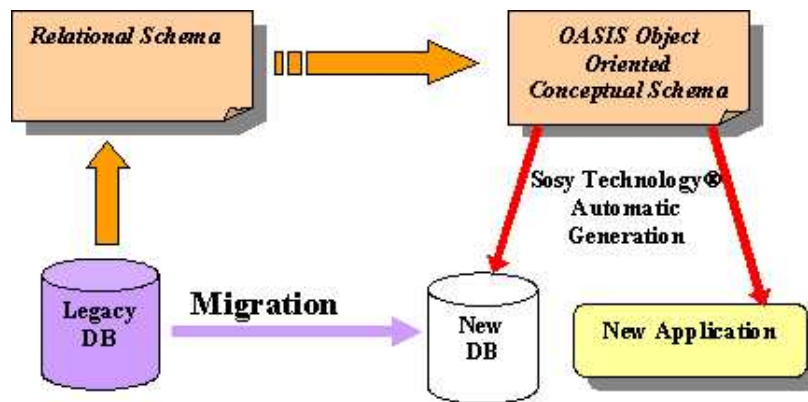 Relational Schema
OASIS Object
Oriented
Conceptual Schema
Sosy Technology®
Automatic
Generation
Legacy
DB
Migration
New
DB
New Application